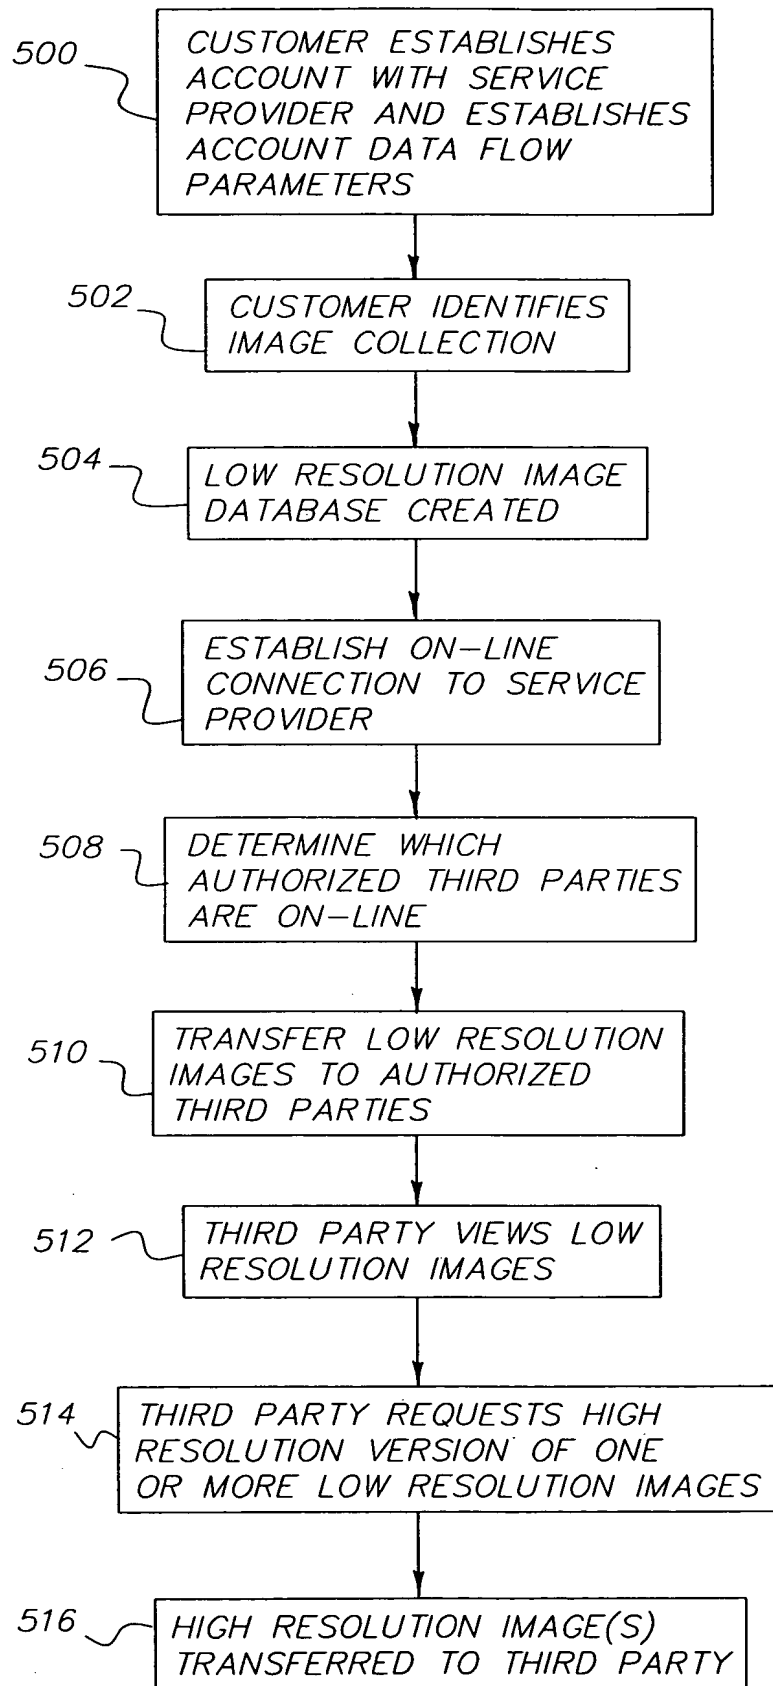 500
CUSTOMER ESTABLISHES
ACCOUNT WITH SERVICE
PROVIDER AND ESTABLISHES
ACCOUNT DATA FLOW
PARAMETERS
502
CUSTOMER IDENTIFIES
IMAGE COLLECTION
504
LOW RESOLUTION IMAGE
DATABASE CREATED
506
ESTABLISH ON-LINE
CONNECTION TO SERVICE
PROVIDER
508
DETERMINE WHICH
AUTHORIZED THIRD PARTIES
ARE ON-LINE
510
TRANSFER LOW RESOLUTION
IMAGES TO AUTHORIZED
THIRD PARTIES
512
THIRD PARTY VIEWS LOW
RESOLUTION IMAGES
514
THIRD PARTY REQUESTS HIGH
RESOLUTION VERSION OF ONE
OR MORE LOW RESOLUTION IMAGES
516
HIGH RESOLUTION IMAGE(S)
TRANSFERRED TO THIRD PARTY